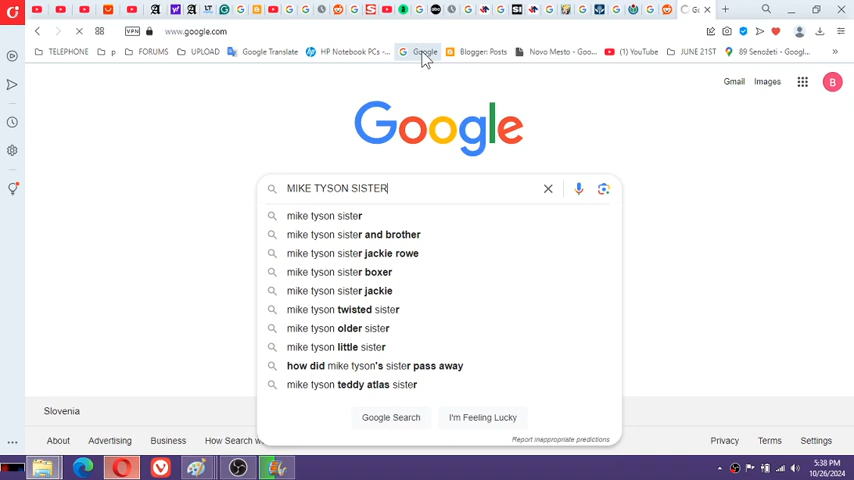 VPN www.google.com
TELEPHONE p FORUMS UPLOAD Google Translate HP Notebook PCs -... Google Blogger: Posts Novo Mesto - Goo... (1) YouTube JUNE 21ST 89 Senožeti - Googl...
Gmail Images B
Google
MIKE TYSON SISTER
mike tyson sister
mike tyson sister and brother
mike tyson sister jackie rowe
mike tyson sister boxer
mike tyson sister jackie
mike tyson twisted sister
mike tyson older sister
mike tyson little sister
how did mike tyson's sister pass away
mike tyson teddy atlas sister
Google Search I'm Feeling Lucky
Slovenia
Report inappropriate predictions
About Advertising Business How Search Privacy Terms Settings
5:38 PM
10/26/2024